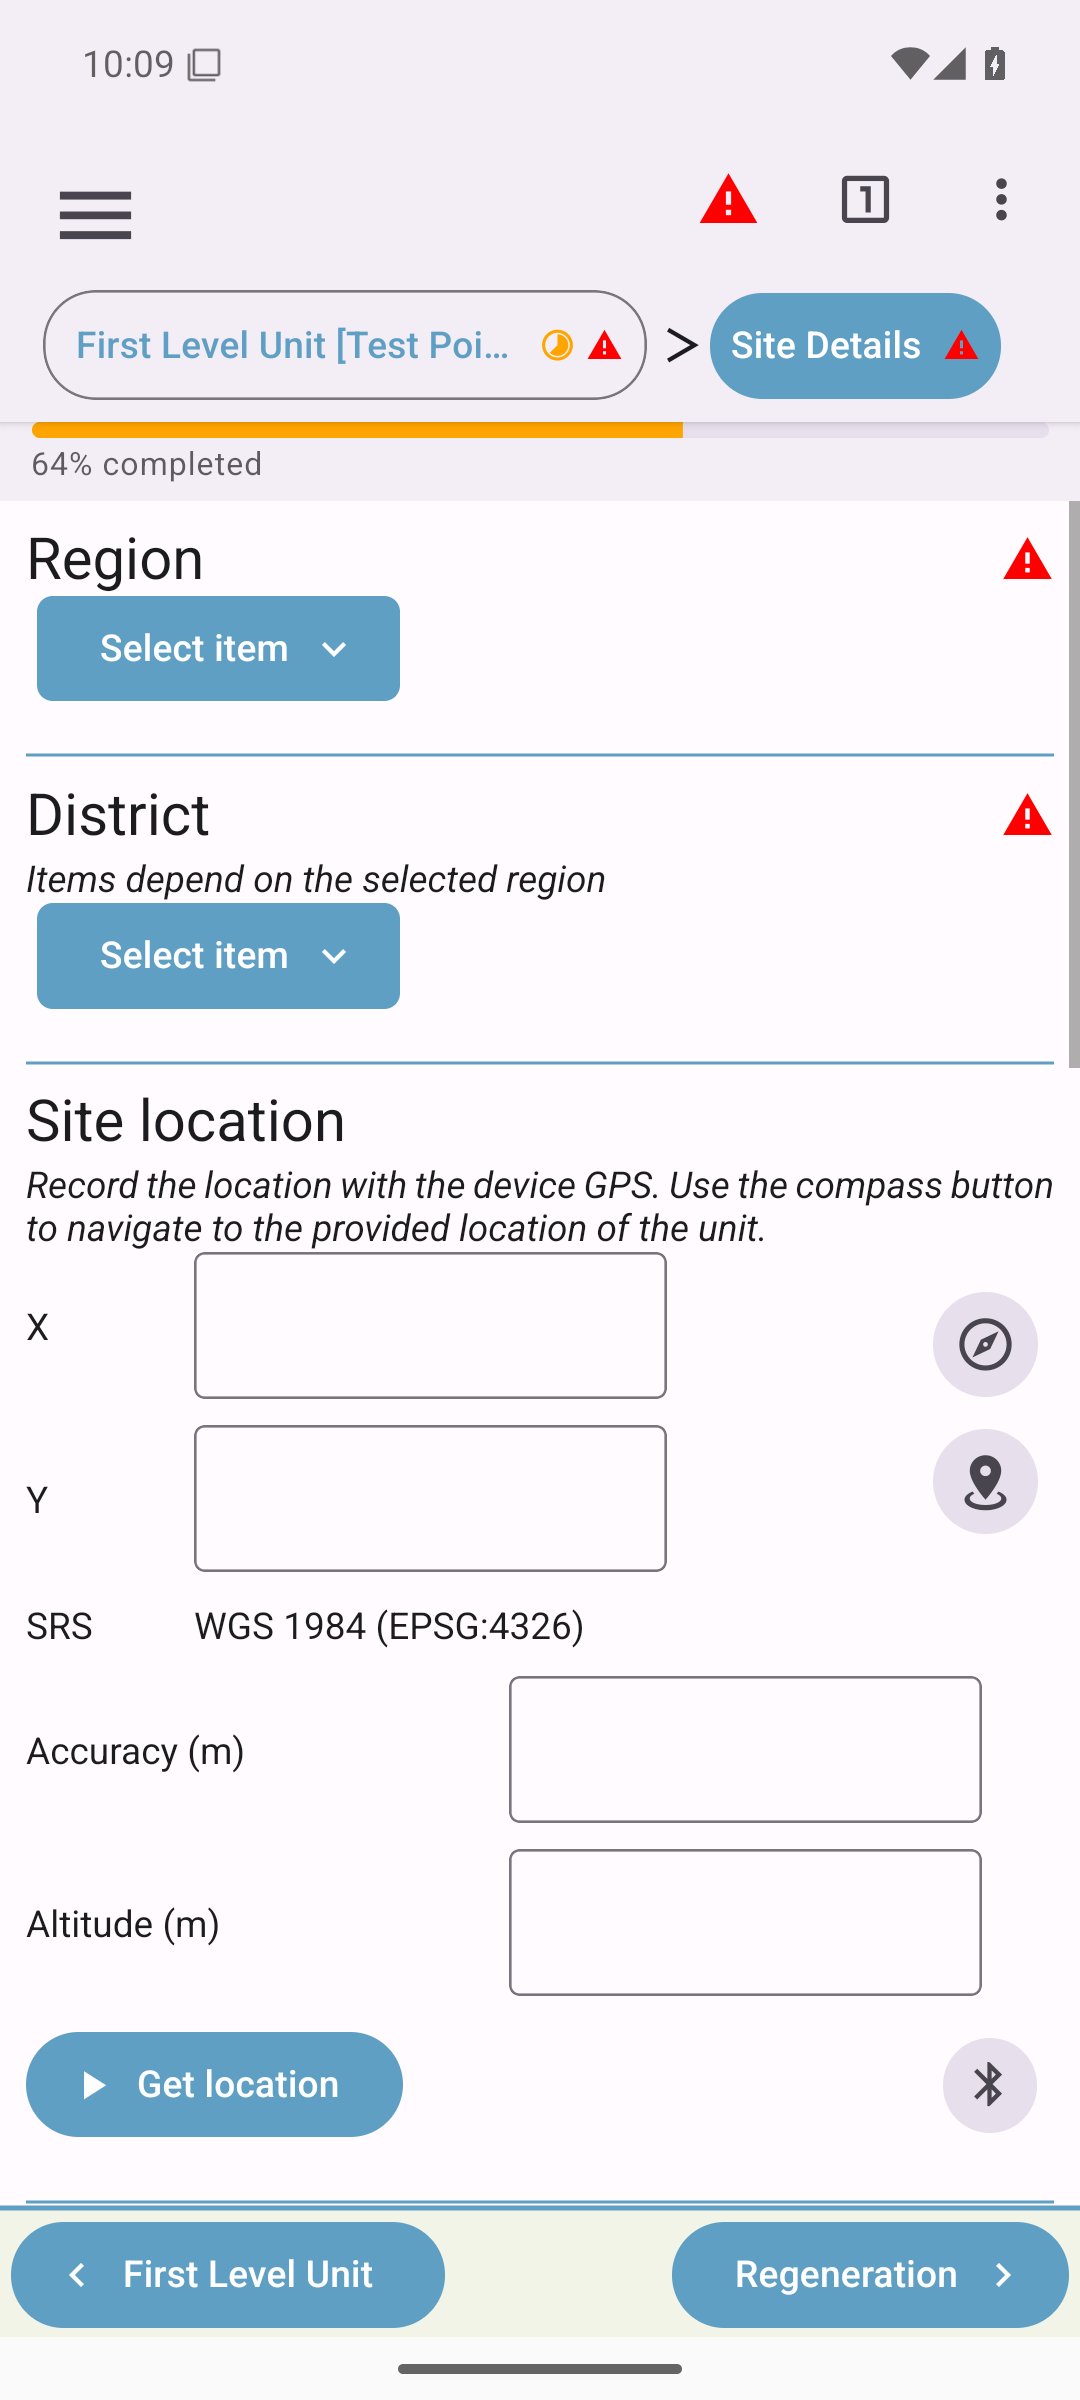 10:09
1
First Level Unit [Test Poi...
>
Site Details
64% completed
Region
Select item
District
Items depend on the selected region
Select item
Site location
Record the location with the device GPS. Use the compass button
to navigate to the provided location of the unit.
X
Y
SRS WGS 1984 (EPSG:4326)
Accuracy (m)
Altitude (m)
Get location
First Level Unit
Regeneration